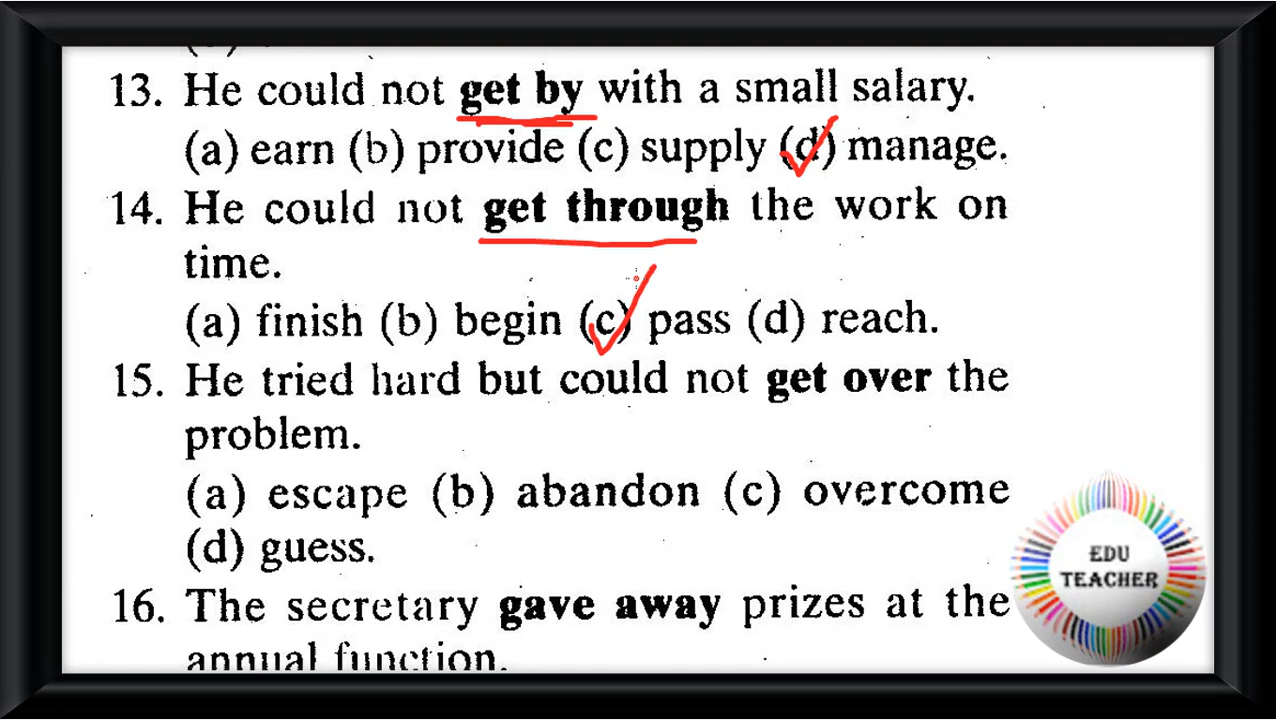 13. He could not get by with a small salary.
(a) earn (b) provide (c) supply (d) manage.
14. He could not get through the work on
time.
(a) finish (b) begin (c) pass (d) reach.
15. He tried hard but could not get over the
problem.
(a) escape (b) abandon (c) overcome
(d) guess.
16. The secretary gave away prizes at the
annual function.
EDU
TEACHER